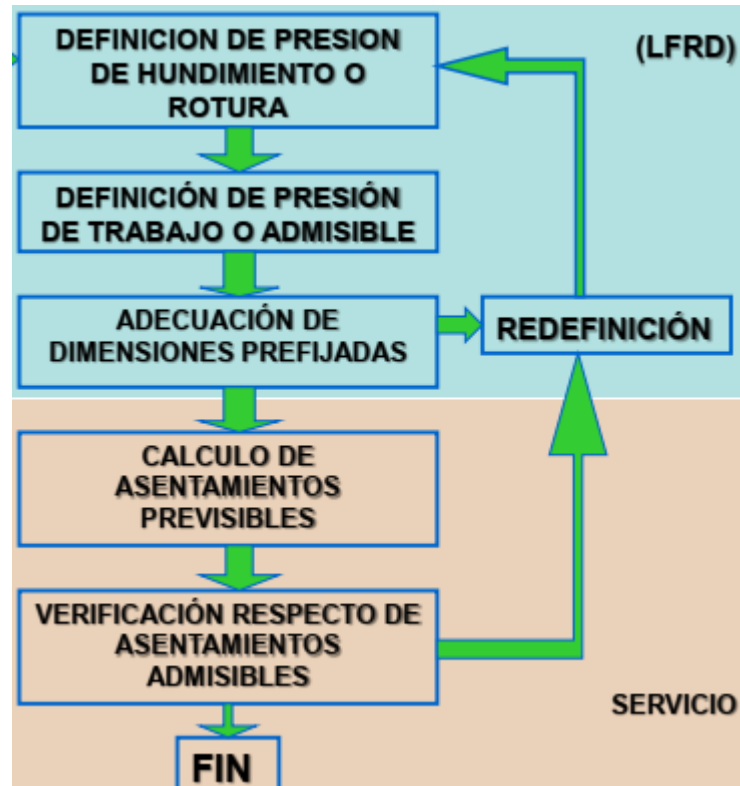 DEFINICION DE PRESION
DE HUNDIMIENTO O
ROTURA
(LFRD)
DEFINICIÓN DE PRESIÓN
DE TRABAJO O ADMISIBLE
ADECUACIÓN DE
DIMENSIONES PREFIJADAS
REDEFINICIÓN
CALCULO DE
ASENTAMIENTOS
PREVISIBLES
VERIFICACIÓN RESPECTO DE
ASENTAMIENTOS
ADMISIBLES
SERVICIO
FIN